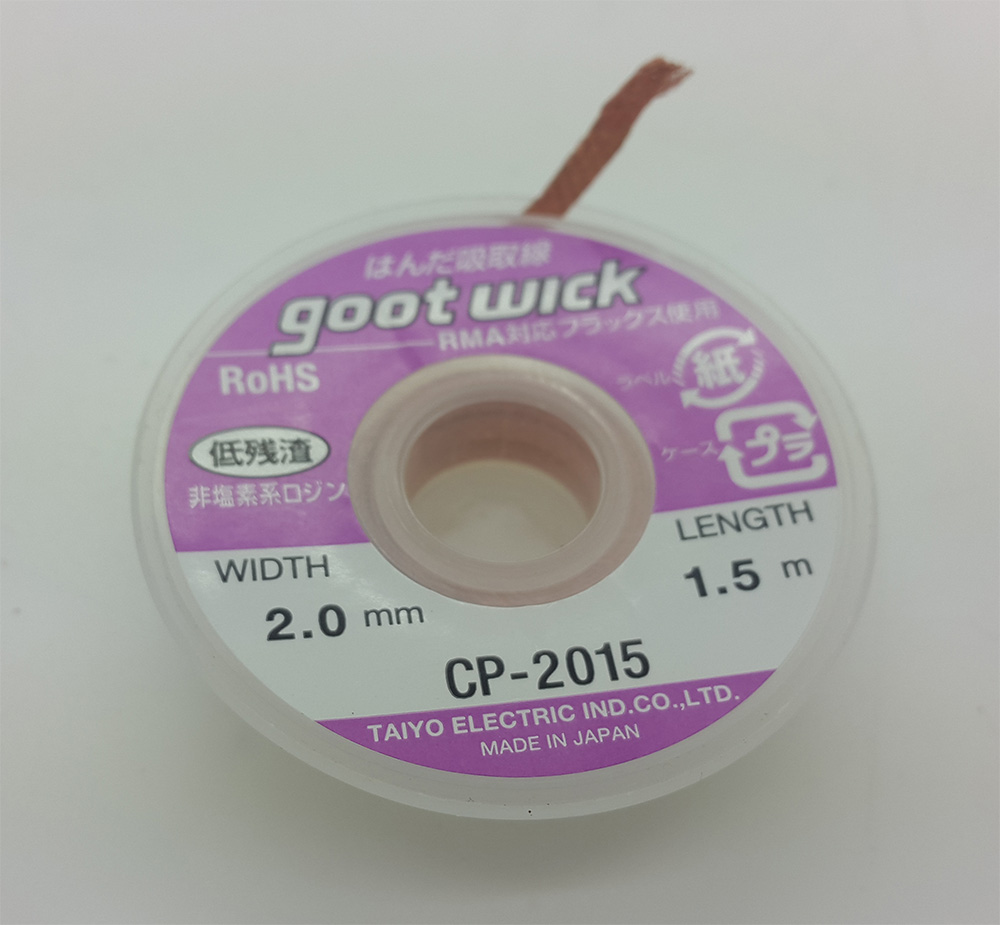 はんだ吸取線
goot wick
RMA対応フラックス使用
RoHS
ラベル 紙
低残渣
ケース プラ
非塩素系ロジン
WIDTH
2.0 mm
LENGTH
1.5 m
CP-2015
TAIYO ELECTRIC IND.CO.,LTD.
MADE IN JAPAN